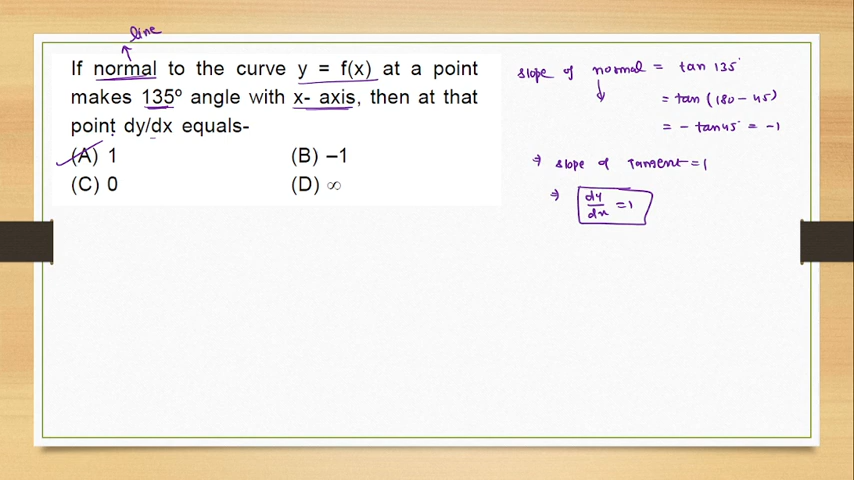 line
If normal to the curve y = f(x) at a point
makes 135º angle with x- axis, then at that
point dy/dx equals-
(A) 1
(B) –1
(C) 0
(D) ∞
slope of normal = tan 135°
= tan (180 – 45)
= – tan45° = –1
⇒ slope of Tangent = 1
⇒ dy/dx = 1